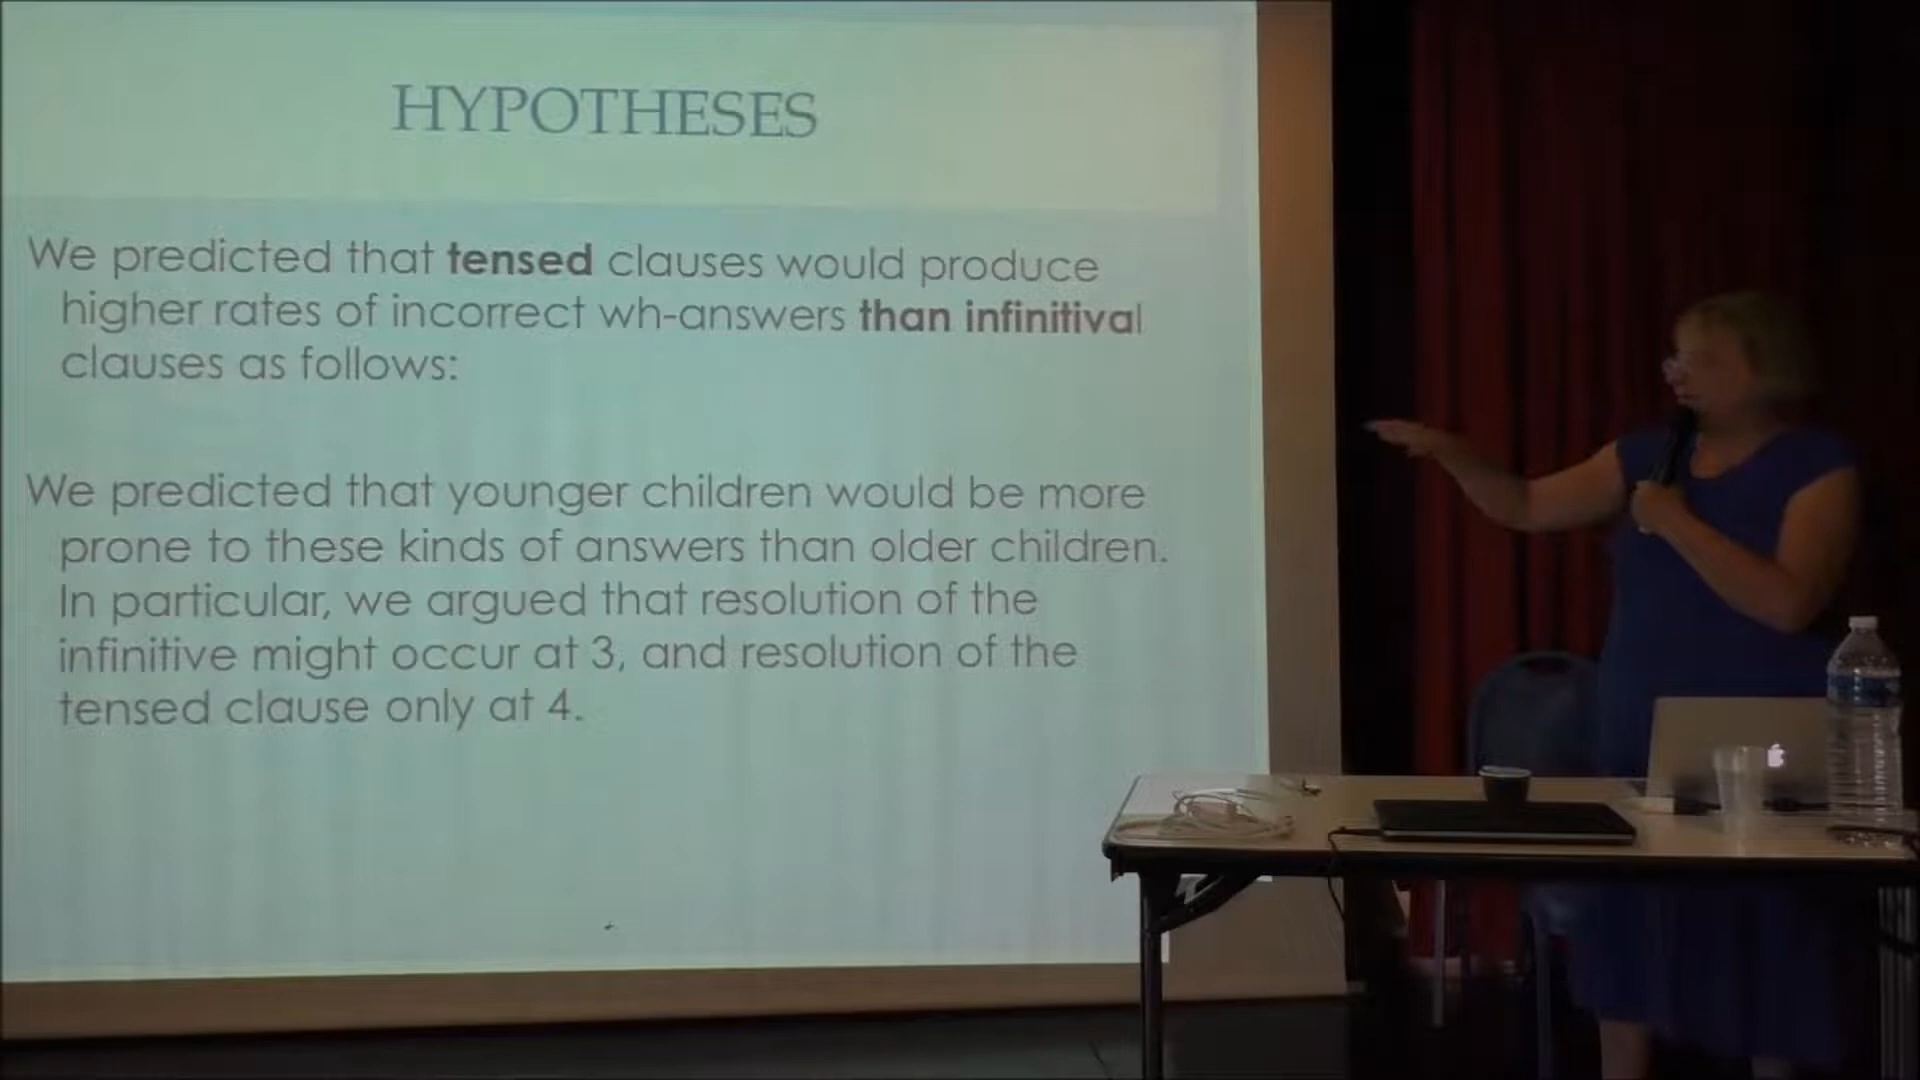 HYPOTHESES
We predicted that tensed clauses would produce
higher rates of incorrect wh-answers than infinitival
clauses as follows:
We predicted that younger children would be more
prone to these kinds of answers than older children.
In particular, we argued that resolution of the
infinitive might occur at 3, and resolution of the
tensed clause only at 4.